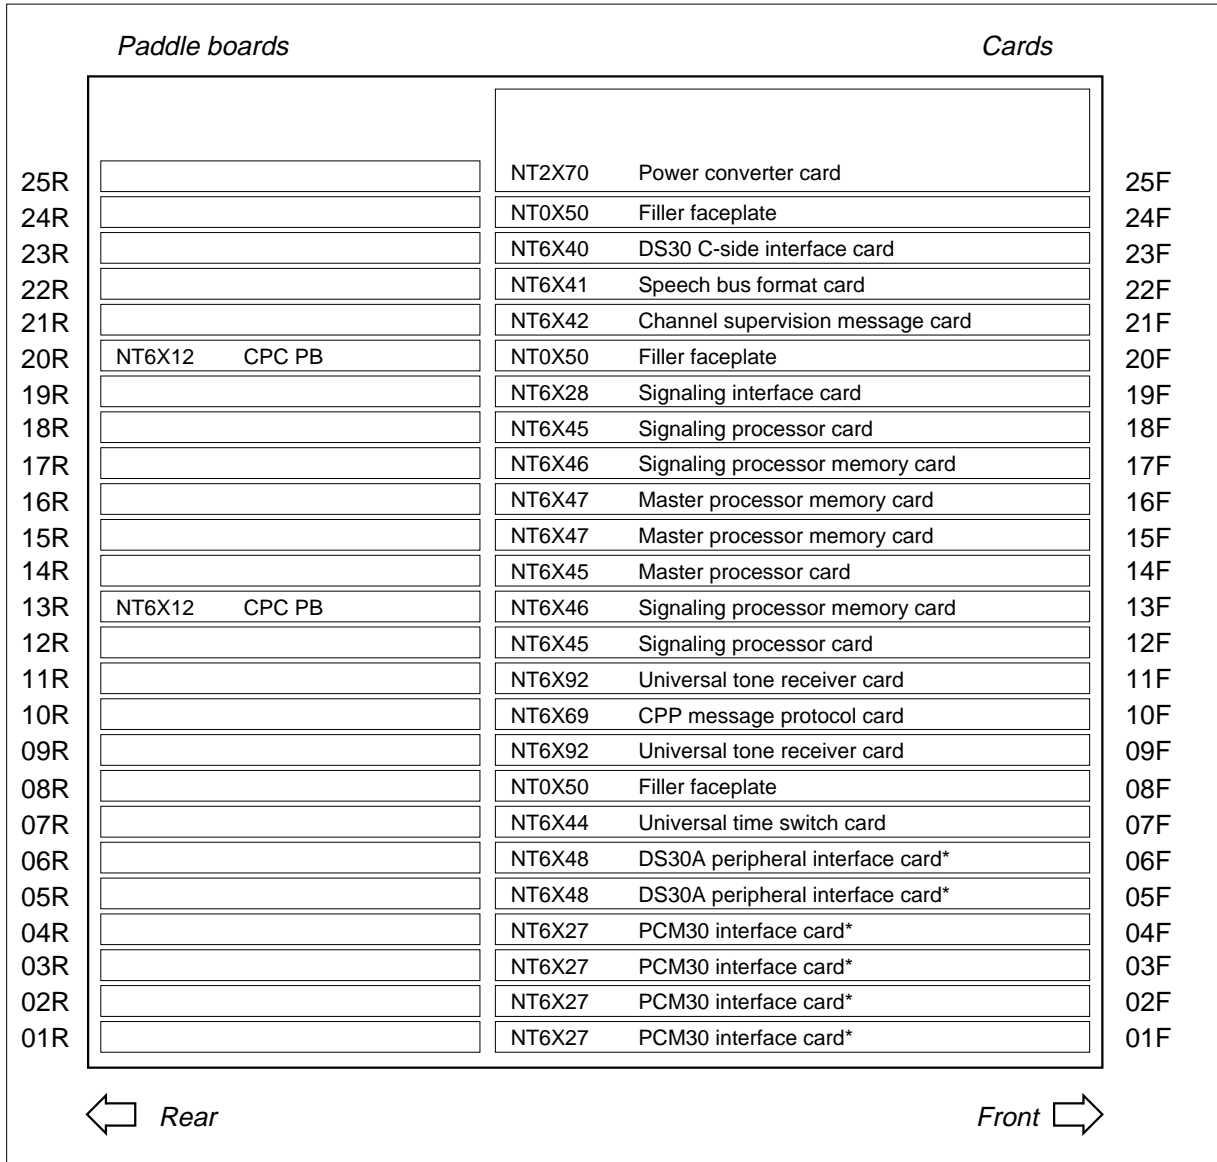 Paddle boards Cards
25R NT2X70 Power converter card 25F
24R NT0X50 Filler faceplate 24F
23R NT6X40 DS30 C-side interface card 23F
22R NT6X41 Speech bus format card 22F
21R NT6X42 Channel supervision message card 21F
20R NT6X12 CPC PB NT0X50 Filler faceplate 20F
19R NT6X28 Signaling interface card 19F
18R NT6X45 Signaling processor card 18F
17R NT6X46 Signaling processor memory card 17F
16R NT6X47 Master processor memory card 16F
15R NT6X47 Master processor memory card 15F
14R NT6X45 Master processor card 14F
13R NT6X12 CPC PB NT6X46 Signaling processor memory card 13F
12R NT6X45 Signaling processor card 12F
11R NT6X92 Universal tone receiver card 11F
10R NT6X69 CPP message protocol card 10F
09R NT6X92 Universal tone receiver card 09F
08R NT0X50 Filler faceplate 08F
07R NT6X44 Universal time switch card 07F
06R NT6X48 DS30A peripheral interface card* 06F
05R NT6X48 DS30A peripheral interface card* 05F
04R NT6X27 PCM30 interface card* 04F
03R NT6X27 PCM30 interface card* 03F
02R NT6X27 PCM30 interface card* 02F
01R NT6X27 PCM30 interface card* 01F
Rear Front